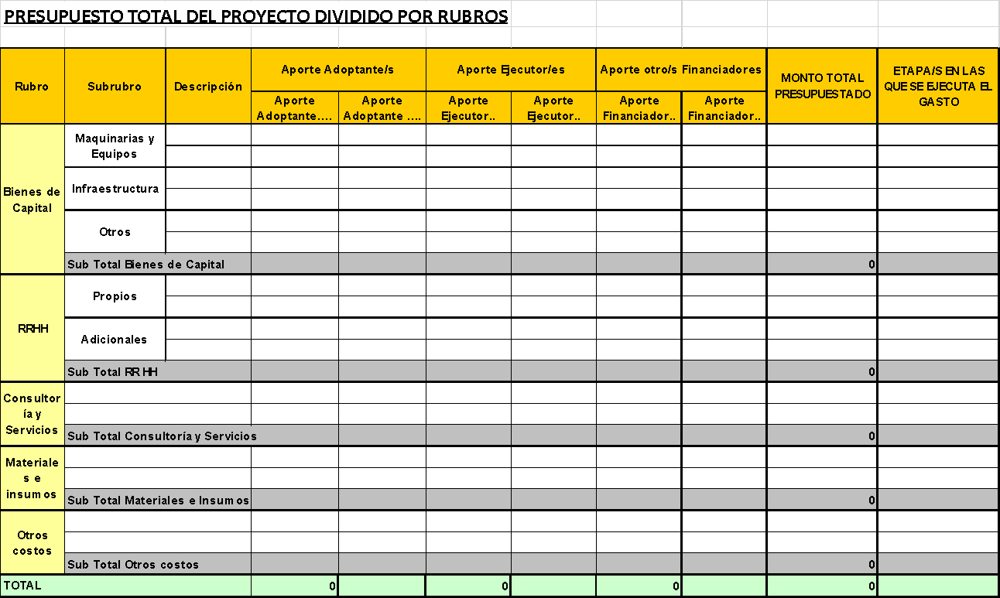 PRESUPUESTO TOTAL DEL PROYECTO DIVIDIDO POR RUBROS
Rubro
Subrubro
Descripción
Aporte Adoptante/s
Aporte Ejecutor/es
Aporte otro/s Financiadores
MONTO TOTAL
PRESUPUESTADO
ETAPA/S EN LAS
QUE SE EJECUTA EL
GASTO
Aporte
Adoptante....
Aporte
Adoptante ....
Aporte
Ejecutor..
Aporte
Ejecutor..
Aporte
Financiador..
Aporte
Financiador..
Bienes de
Capital
Maquinarias y
Equipos
Infraestructura
Otros
Sub Total Bienes de Capital 0
RRHH
Propios
Adicionales
Sub Total RRHH 0
Consultor
ía y
Servicios
Sub Total Consultoría y Servicios 0
Materiale
s e
insumos
Sub Total Materiales e Insumos 0
Otros
costos
Sub Total Otros costos 0
TOTAL 0 0 0 0